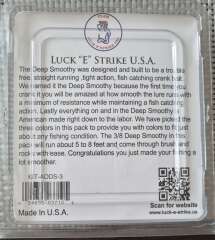 LUCK "E" STRIKE U.S.A.
The Deep Smoothy was designed and built to be a trouble
free, straight running, tight action, fish catching crank bait.
We named it the Deep Smoothy because the first time you
crank it you will be amazed at how smooth the lure runs with
a minimum of resistance while maintaining a fish catching
action. Lastly everything on and in the Deep Smoothy is
American made right down to the labor. We have picked the
three colors in this pack to provide you with colors to fit just
about any fishing condition. The 3/8 Deep Smoothy in this
pack will run about 5 to 8 feet and come through brush and
rocks with ease. Congratulations you just made your fishing a
lot smoother.
KIT-ADDS-3
Made In U.S.A.
Scan for website
www.luck-e-strike.com